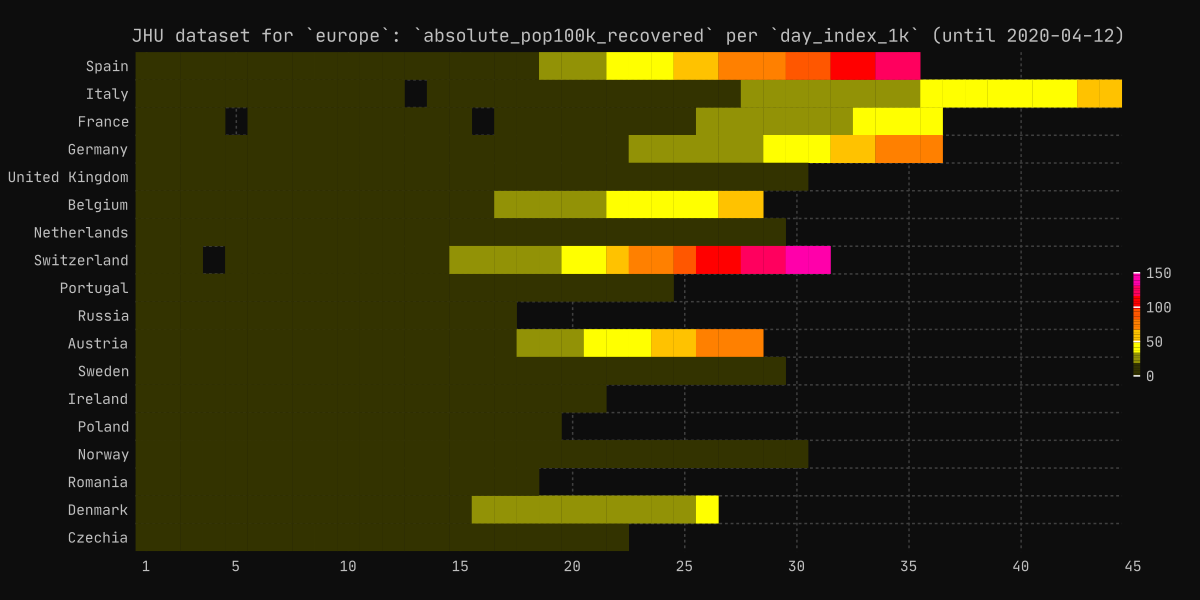 JHU dataset for `europe`: `absolute_pop100k_recovered` per `day_index_1k` (until 2020-04-12)
Spain
Italy
France
Germany
United Kingdom
Belgium
Netherlands
Switzerland
Portugal
Russia
Austria
Sweden
Ireland
Poland
Norway
Romania
Denmark
Czechia
1 5 10 15 20 25 30 35 40 45
150
100
50
0